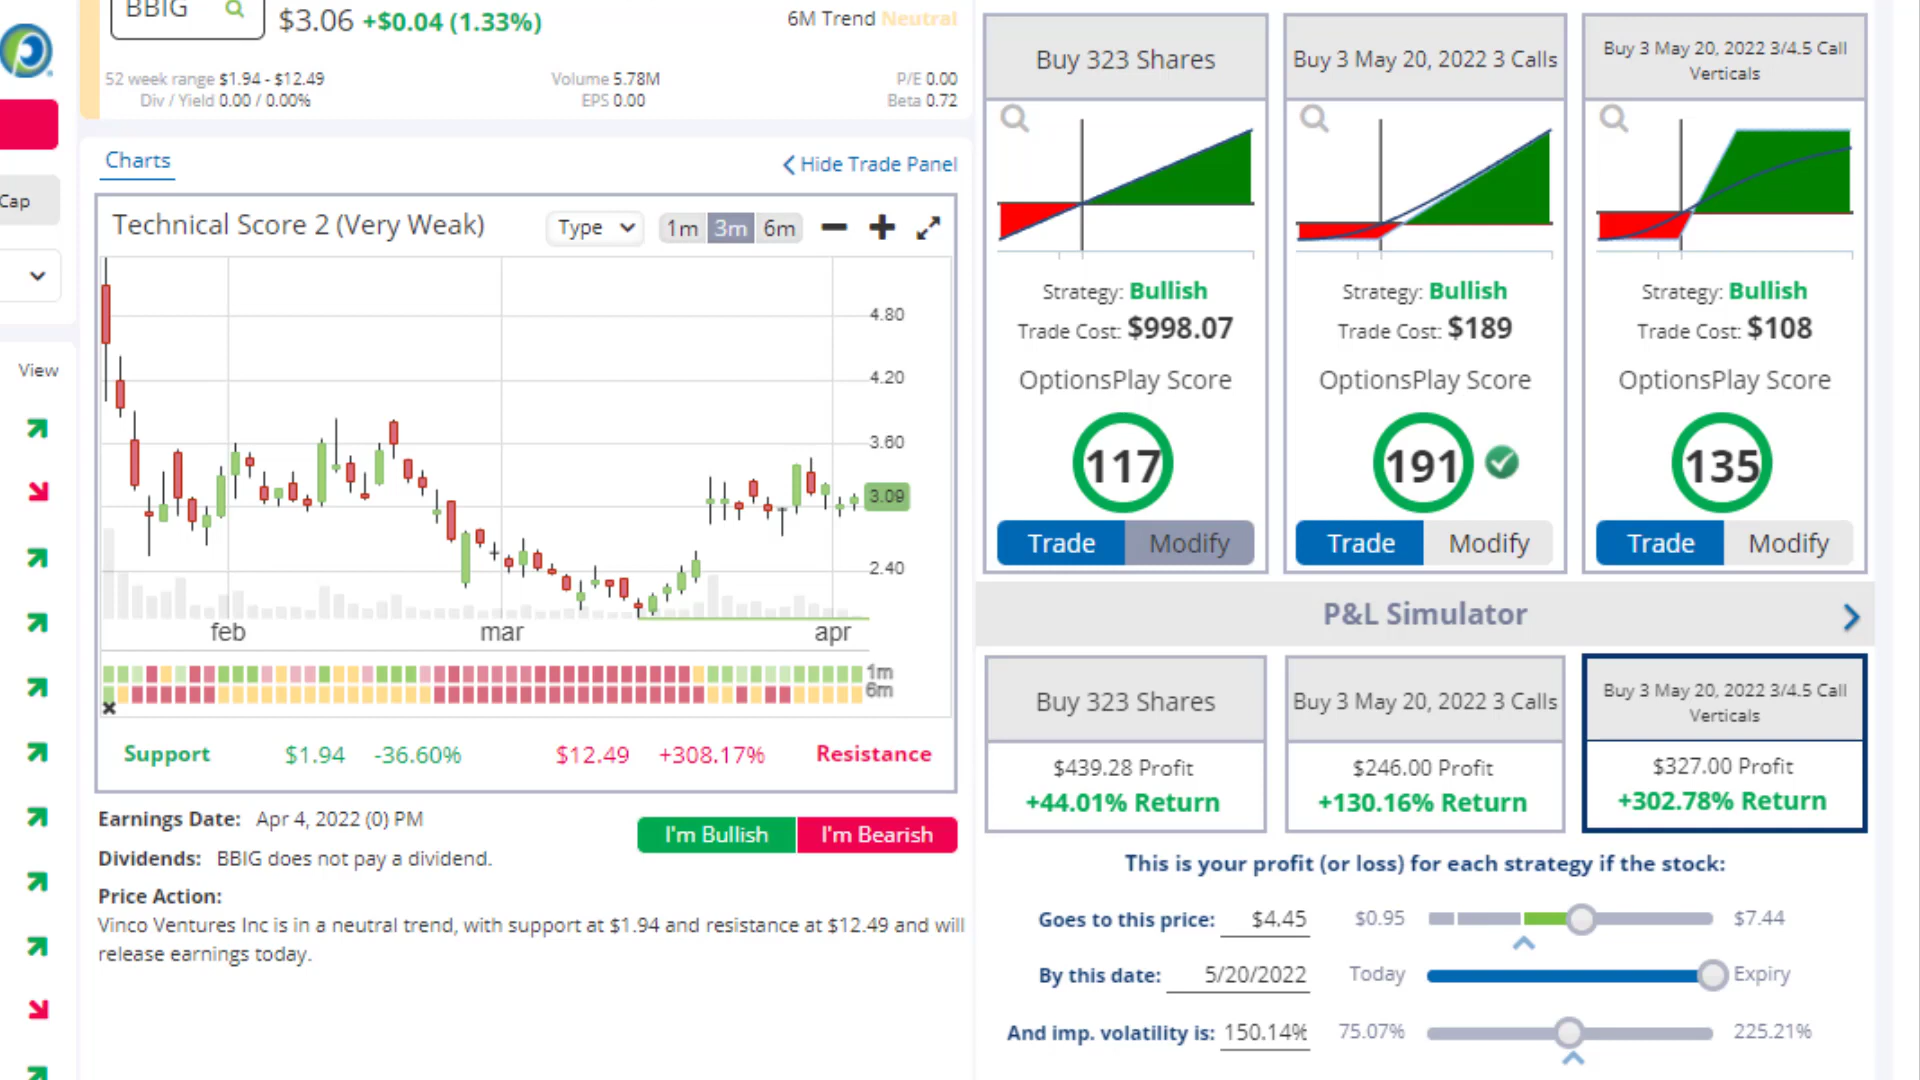 BBIG
$3.06 +$0.04 (1.33%)
6M Trend Neutral
52 week range $1.94 - $12.49
Volume 5.78M
P/E 0.00
Div / Yield 0.00 / 0.00%
EPS 0.00
Beta 0.72
Cap
View
Charts
Hide Trade Panel
Technical Score 2 (Very Weak)
Type
1m
3m
6m
4.80
4.20
3.60
3.09
2.40
feb
mar
apr
1m
6m
Support
$1.94
-36.60%
$12.49
+308.17%
Resistance
Earnings Date: Apr 4, 2022 (0) PM
I'm Bullish
I'm Bearish
Dividends: BBIG does not pay a dividend.
Price Action:
Vinco Ventures Inc is in a neutral trend, with support at $1.94 and resistance at $12.49 and will
release earnings today.
Buy 323 Shares
Strategy: Bullish
Trade Cost: $998.07
OptionsPlay Score
117
Trade
Modify
Buy 3 May 20, 2022 3 Calls
Strategy: Bullish
Trade Cost: $189
OptionsPlay Score
191
Trade
Modify
Buy 3 May 20, 2022 3/4.5 Call
Verticals
Strategy: Bullish
Trade Cost: $108
OptionsPlay Score
135
Trade
Modify
P&L Simulator
Buy 323 Shares
$439.28 Profit
+44.01% Return
Buy 3 May 20, 2022 3 Calls
$246.00 Profit
+130.16% Return
Buy 3 May 20, 2022 3/4.5 Call
Verticals
$327.00 Profit
+302.78% Return
This is your profit (or loss) for each strategy if the stock:
Goes to this price: $4.45 $0.95 $7.44
By this date: 5/20/2022 Today Expiry
And imp. volatility is: 150.14% 75.07% 225.21%